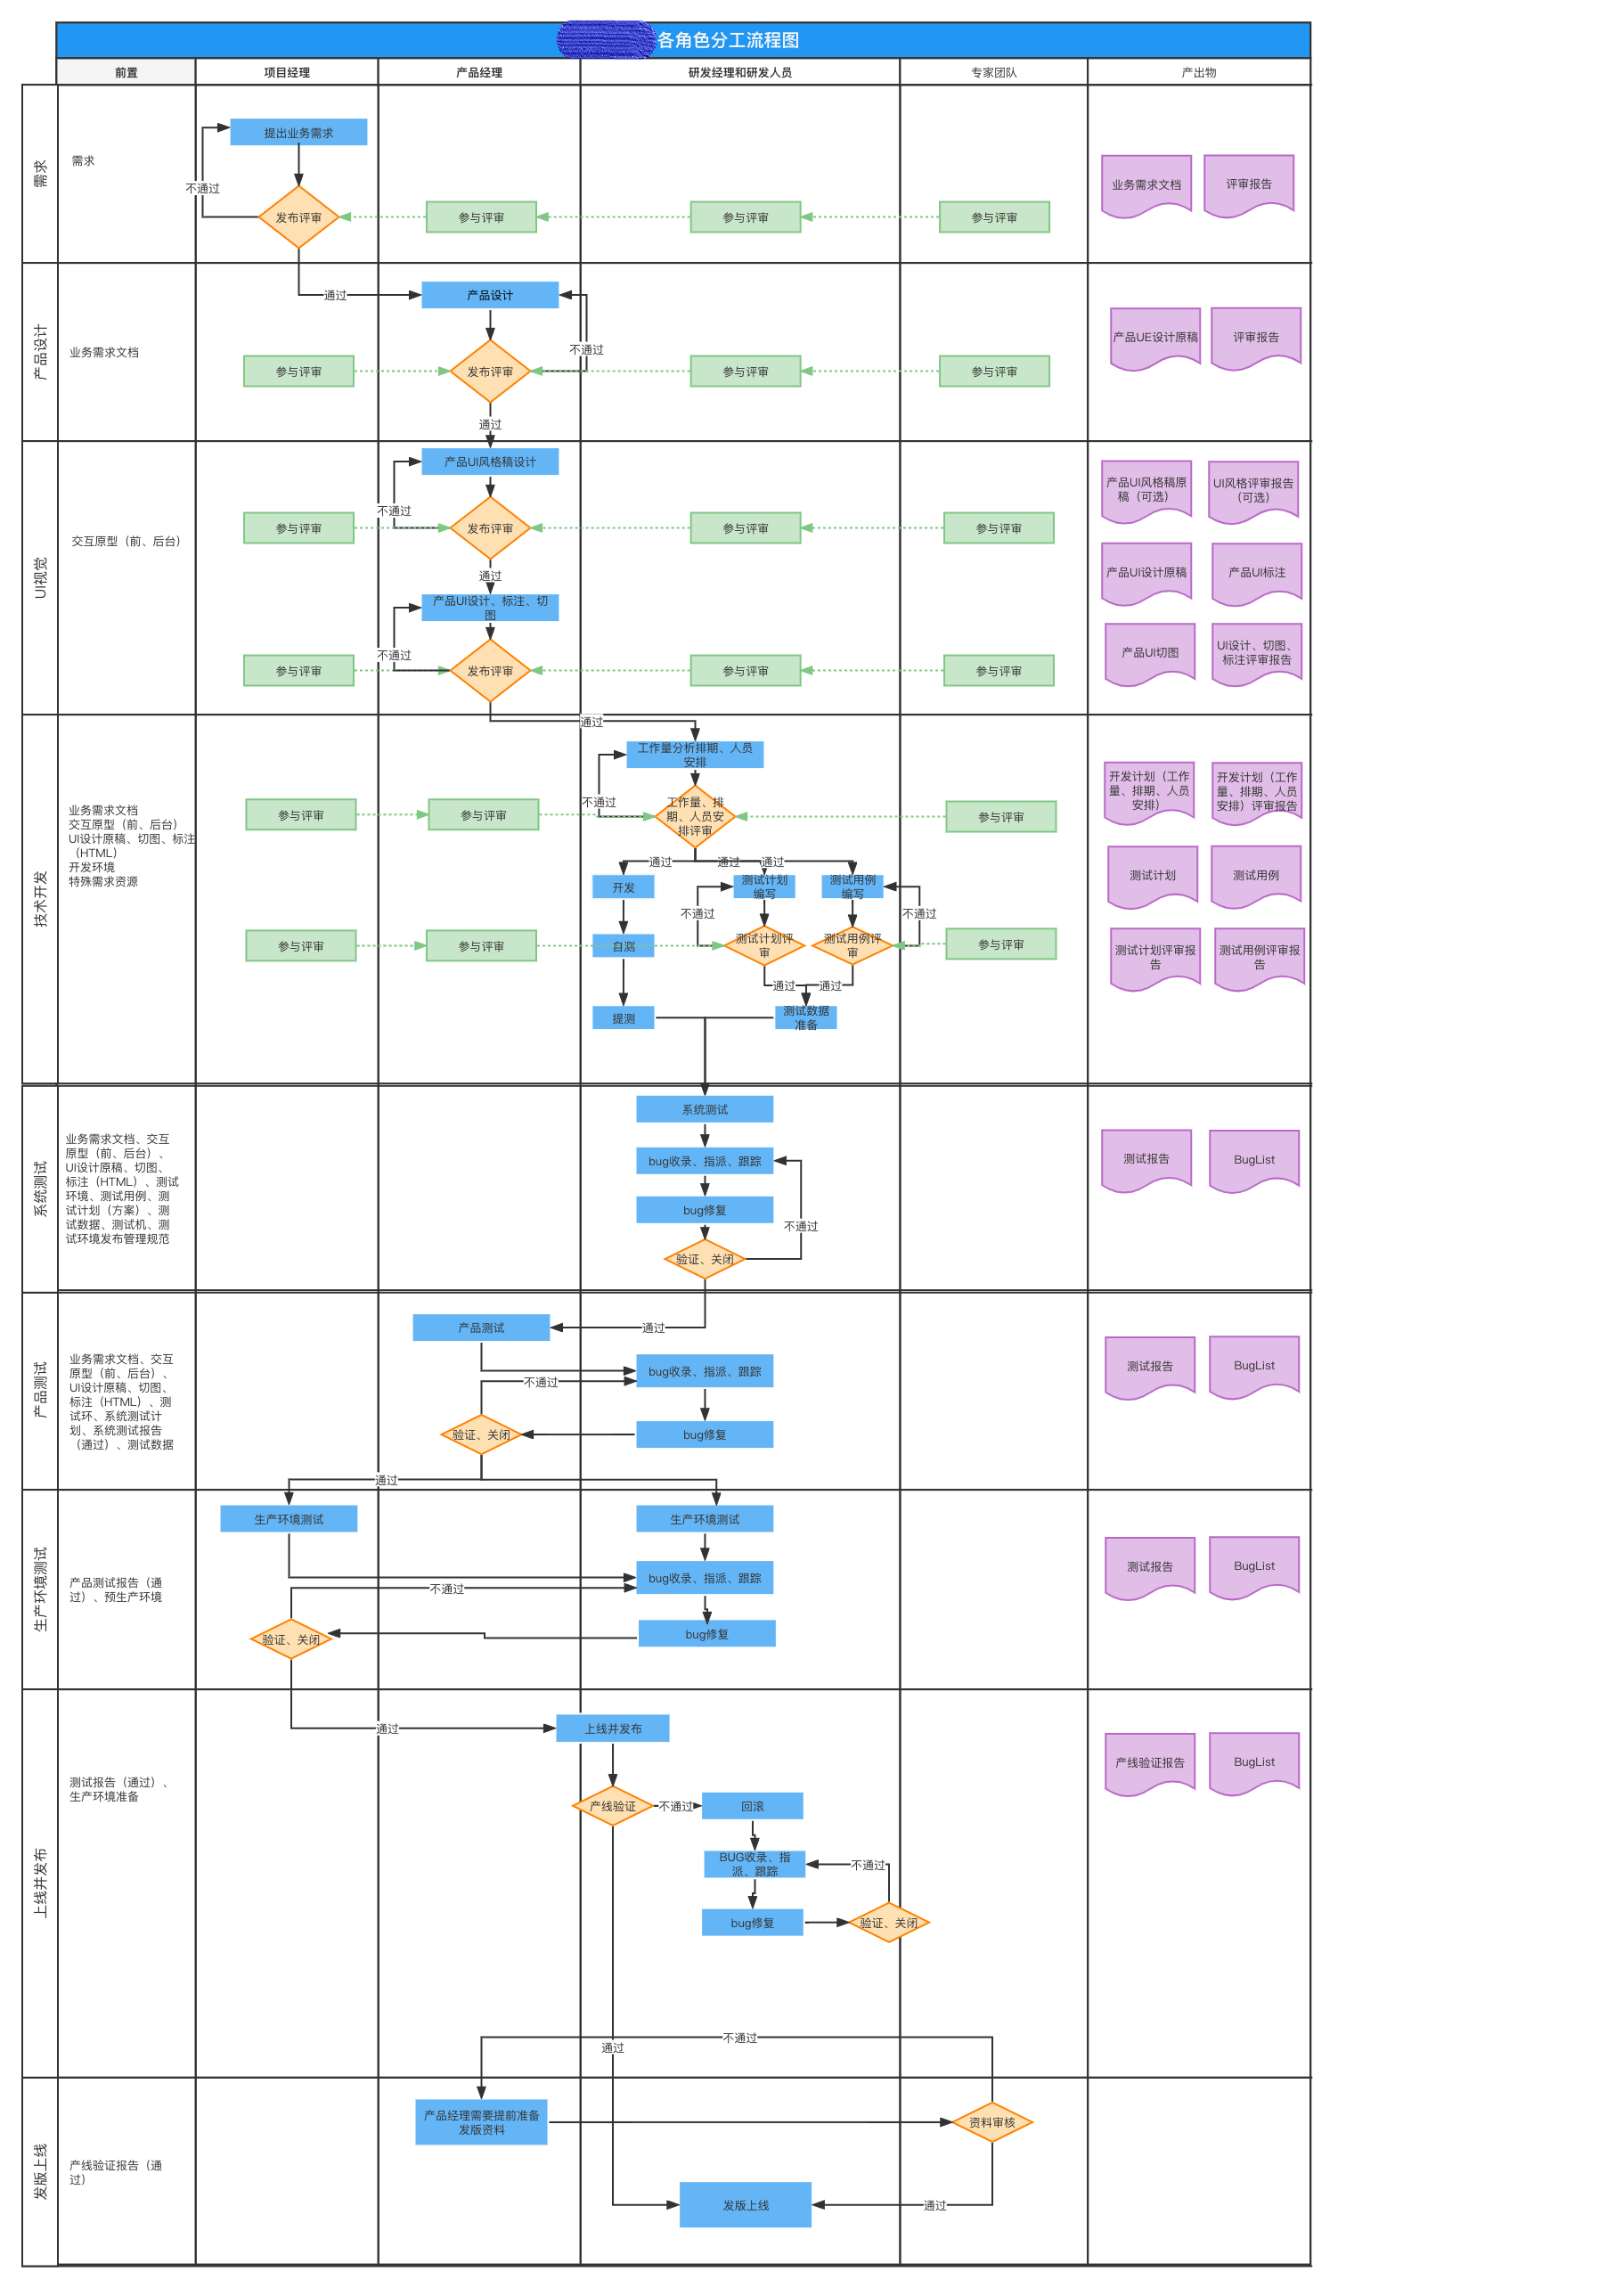 各角色分工流程图
前置
项目经理
产品经理
研发经理和研发人员
专家团队
产出物
需求
需求
提出业务需求
不通过
发布评审
参与评审
参与评审
参与评审
业务需求文档
评审报告
产品设计
业务需求文档
通过
产品设计
不通过
参与评审
发布评审
参与评审
参与评审
通过
产品UE设计原稿
评审报告
UI视觉
交互原型（前、后台）
产品UI风格稿设计
不通过
参与评审
发布评审
参与评审
参与评审
通过
产品UI设计、标注、切
图
不通过
参与评审
发布评审
参与评审
参与评审
产品UI风格稿原
稿（可选）
UI风格评审报告
（可选）
产品UI设计原稿
产品UI标注
产品UI切图
UI设计、切图、
标注评审报告
技术开发
业务需求文档
交互原型（前、后台）
UI设计原稿、切图、标注
（HTML）
开发环境
特殊需求资源
通过
工作量分析排期、人员
安排
不通过
参与评审
参与评审
工作量、排
期、人员安
排评审
参与评审
通过
通过
通过
开发
测试计划
编写
测试用例
编写
不通过
不通过
参与评审
参与评审
自测
测试计划评
审
测试用例评
审
参与评审
通过
通过
提测
测试数据
准备
开发计划（工作
量、排期、人员
安排）
开发计划（工作
量、排期、人员
安排）评审报告
测试计划
测试用例
测试计划评审报
告
测试用例评审报
告
系统测试
业务需求文档、交互
原型（前、后台）、
UI设计原稿、切图、
标注（HTML）、测试
环境、测试用例、测
试计划（方案）、测
试数据、测试机、测
试环境发布管理规范
系统测试
bug收录、指派、跟踪
bug修复
不通过
验证、关闭
测试报告
BugList
产品测试
业务需求文档、交互
原型（前、后台）、
UI设计原稿、切图、
标注（HTML）、测
试环、系统测试计
划、系统测试报告
（通过）、测试数据
产品测试
通过
bug收录、指派、跟踪
不通过
验证、关闭
bug修复
通过
测试报告
BugList
生产环境测试
产品测试报告（通
过）、预生产环境
生产环境测试
生产环境测试
bug收录、指派、跟踪
不通过
验证、关闭
bug修复
测试报告
BugList
上线并发布
测试报告（通过）、
生产环境准备
通过
上线并发布
产线验证
不通过
回滚
BUG收录、指
派、跟踪
不通过
bug修复
验证、关闭
不通过
通过
产线验证报告
BugList
发版上线
产线验证报告（通
过）
产品经理需要提前准备
发版资料
资料审核
发版上线
通过